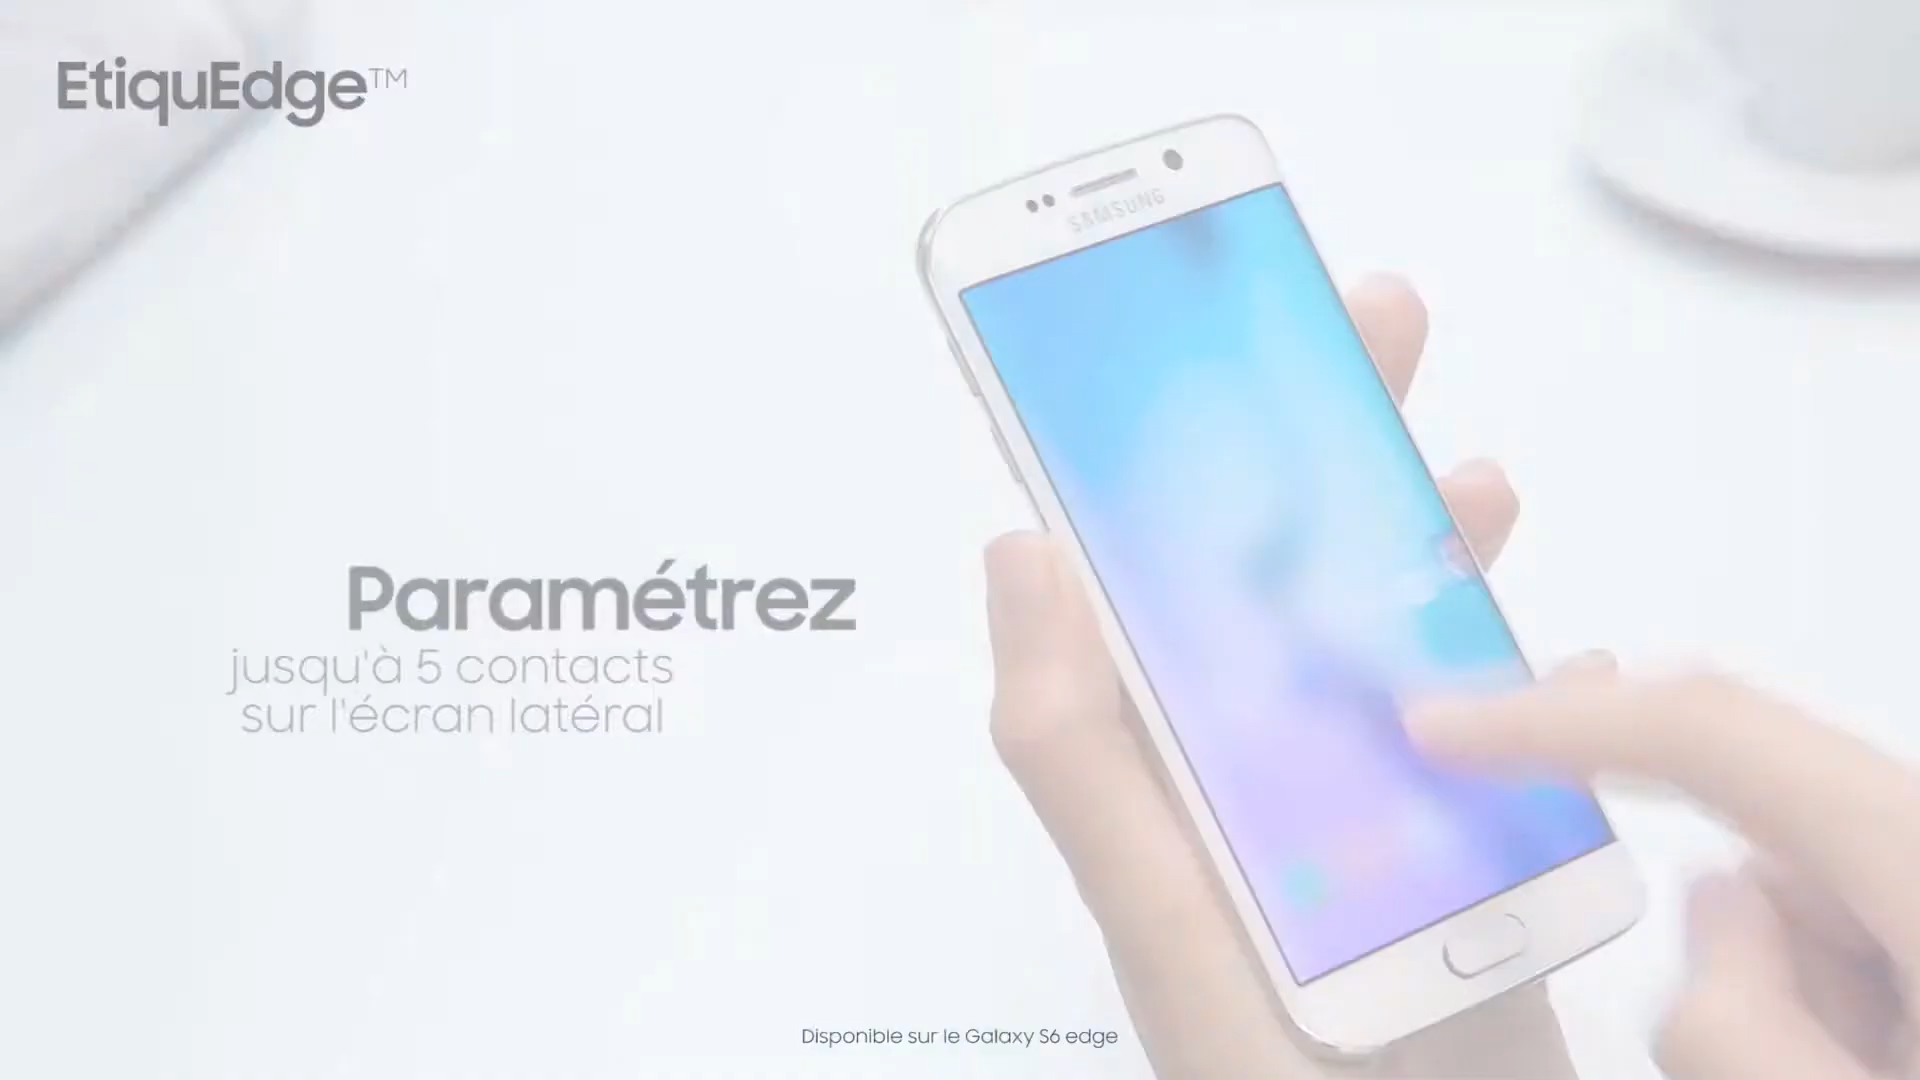 EtiquEdge™
SAMSUNG
Paramétrez
jusqu'à 5 contacts
sur l'écran latéral
Disponible sur le Galaxy S6 edge